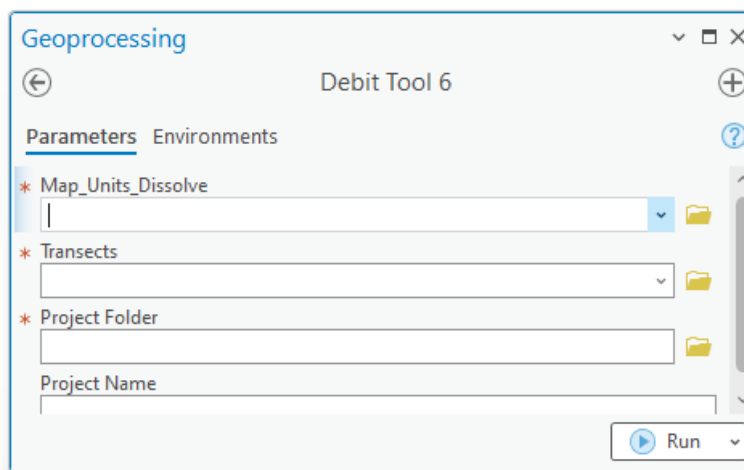 Geoprocessing
Debit Tool 6
Parameters Environments
* Map_Units_Dissolve
* Transects
* Project Folder
Project Name
Run